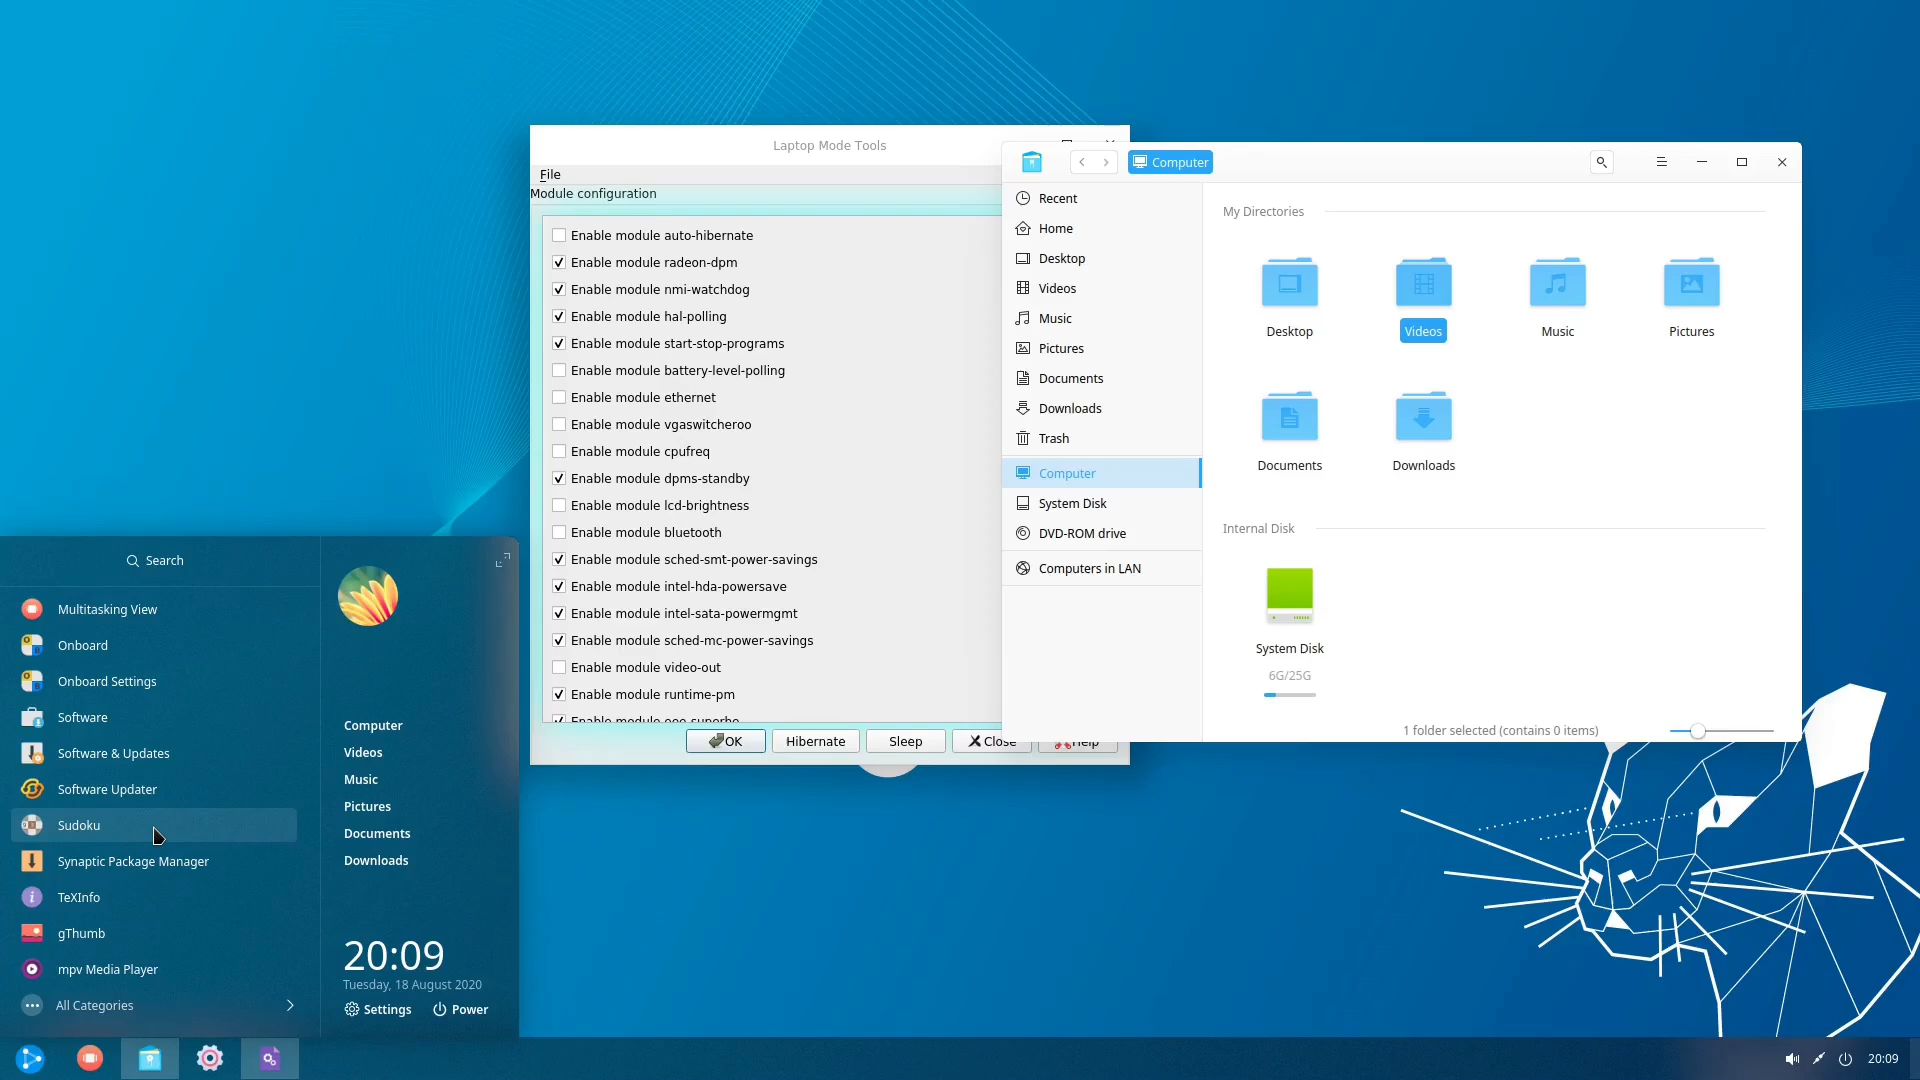 Laptop Mode Tools
File
Module configuration
Enable module auto-hibernate
Enable module radeon-dpm
Enable module nmi-watchdog
Enable module hal-polling
Enable module start-stop-programs
Enable module battery-level-polling
Enable module ethernet
Enable module vgaswitcheroo
Enable module cpufreq
Enable module dpms-standby
Enable module lcd-brightness
Enable module bluetooth
Enable module sched-smt-power-savings
Enable module intel-hda-powersave
Enable module intel-sata-powermgmt
Enable module sched-mc-power-savings
Enable module video-out
Enable module runtime-pm
Enable module
OK
Hibernate
Sleep
Close
Help
Computer
Recent
Home
Desktop
Videos
Music
Pictures
Documents
Downloads
Trash
Computer
System Disk
DVD-ROM drive
Computers in LAN
My Directories
Desktop
Videos
Music
Pictures
Documents
Downloads
Internal Disk
System Disk
6G/25G
1 folder selected (contains 0 items)
Search
Multitasking View
Onboard
Onboard Settings
Software
Software & Updates
Software Updater
Sudoku
Synaptic Package Manager
TeXInfo
gThumb
mpv Media Player
All Categories
Computer
Videos
Music
Pictures
Documents
Downloads
20:09
Tuesday, 18 August 2020
Settings
Power
20:09